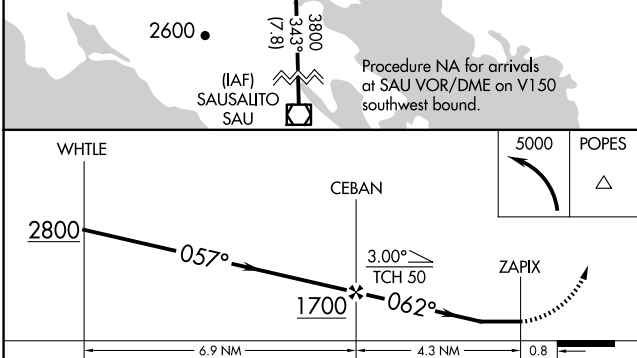 2600
3800
343°
(7.8)
(IAF)
SAUSALITO
SAU
Procedure NA for arrivals
at SAU VOR/DME on V150
southwest bound.
WHTLE
5000
POPES
CEBAN
2800
057°
3.00°
TCH 50
ZAPIX
1700
062°
6.9 NM
4.3 NM
0.8